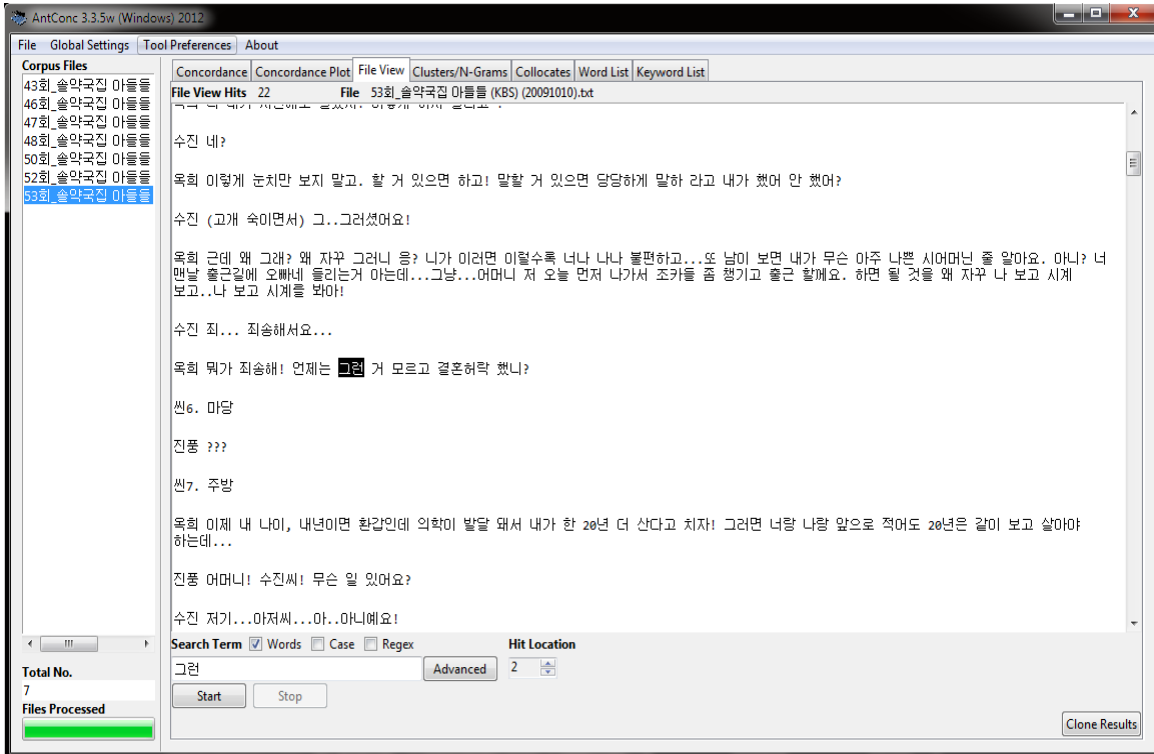 AntConc 3.3.5w (Windows) 2012
File Global Settings Tool Preferences About
Corpus Files
43회_솔약국집 아들들
46회_솔약국집 아들들
47회_솔약국집 아들들
48회_솔약국집 아들들
50회_솔약국집 아들들
52회_솔약국집 아들들
53회_솔약국집 아들들
Total No.
7
Files Processed
Concordance Concordance Plot File View Clusters/N-Grams Collocates Word List Keyword List
File View Hits 22 File 53회_솔약국집 아들들 (KBS) (20091010).txt
수진 네?
옥희 이렇게 눈치만 보지 말고. 할 거 있으면 하고! 말할 거 있으면 당당하게 말하 라고 내가 했어 안 했어?
수진 (고개 숙이면서) 그..그러셨어요!
옥희 근데 왜 그래? 왜 자꾸 그러니 응? 니가 이러면 이럴수록 너나 나나 불편하고...또 남이 보면 내가 무슨 아주 나쁜 시어머닌 줄 알아요. 아니? 너
맨날 출근길에 오빠네 들리는거 아는데...그냥...어머니 저 오늘 먼저 나가서 조카들 좀 챙기고 출근 할께요. 하면 될 것을 왜 자꾸 나 보고 시계
보고..나 보고 시계를 봐아!
수진 죄... 죄송해서요...
옥희 뭐가 죄송해! 언제는 그런 거 모르고 결혼허락 했니?
씬6. 마당
진풍 ???
씬7. 주방
옥희 이제 내 나이, 내년이면 환갑인데 의학이 발달 돼서 내가 한 20년 더 산다고 치자! 그러면 너랑 나랑 앞으로 적어도 20년은 같이 보고 살아야
하는데...
진풍 어머니! 수진씨! 무슨 일 있어요?
수진 저기...아저씨...아..아니예요!
Search Term Words Case Regex Hit Location
그런 Advanced 2
Start Stop
Clone Results